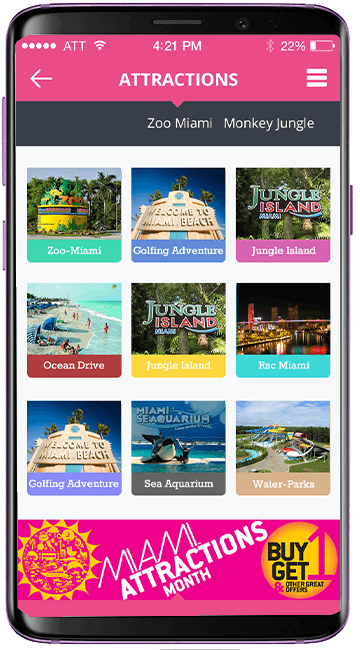 ATT 4:21 PM 22%
ATTRACTIONS
Zoo Miami Monkey Jungle
ZOO
WELCOME TO
MIAMI BEACH
JUNGLE
ISLAND
MIAMI
Zoo-Miami Golfing Adventure Jungle Island
JUNGLE
ISLAND
MIAMI
Ocean Drive Jungle Island Rsc Miami
WELCOME TO
MIAMI BEACH
MIAMI
SEAQUARIUM
Golfing Adventure Sea Aquarium Water-Parks
MIAMI
ATTRACTIONS
MONTH
BUY 1
GET
& OTHER GREAT
OFFERS